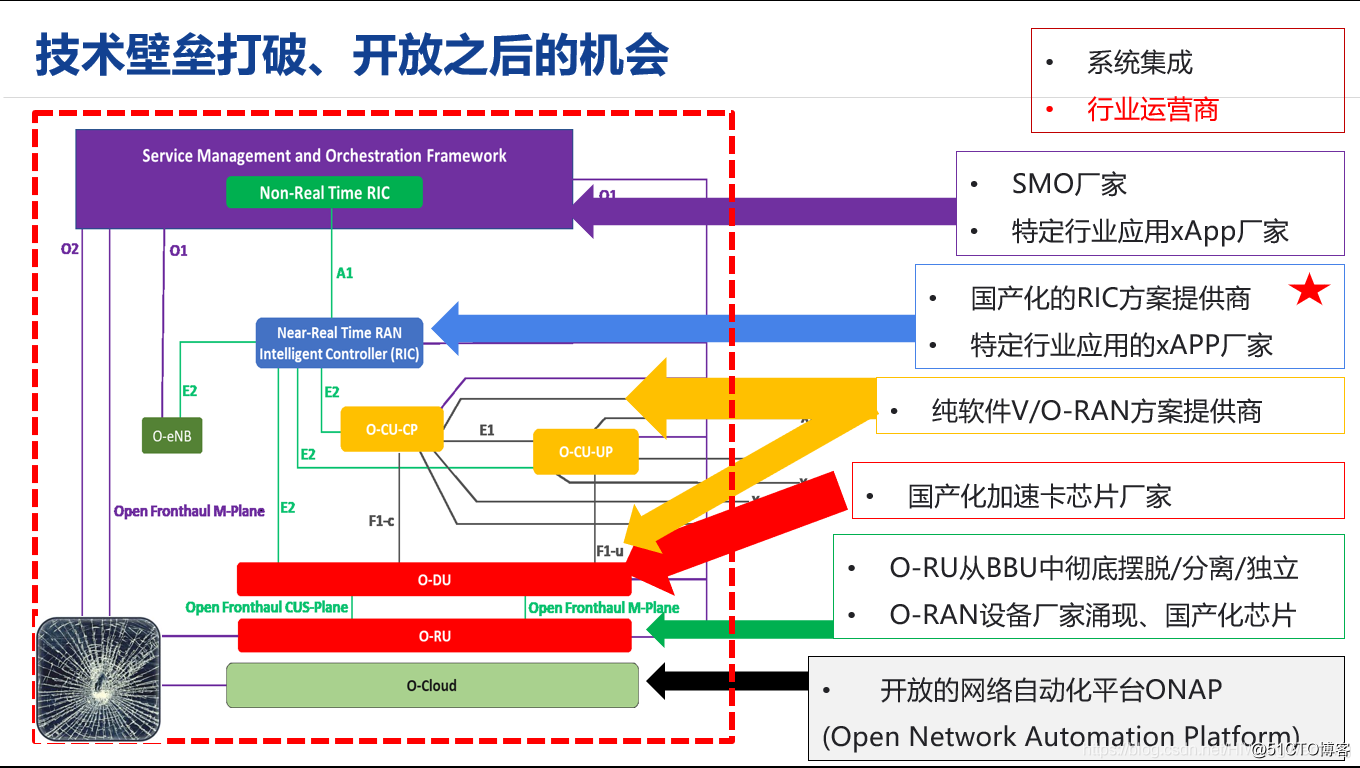 技术壁垒打破、开放之后的机会
• 系统集成
• 行业运营商
Service Management and Orchestration Framework
Non-Real Time RIC
O1
• SMO厂家
• 特定行业应用xApp厂家
O2
O1
A1
• 国产化的RIC方案提供商
• 特定行业应用的xAPP厂家
Near-Real Time RAN
Intelligent Controller (RIC)
E2
E2
O-eNB
O-CU-CP
E1
O-CU-UP
• 纯软件V/O-RAN方案提供商
E2
Open Fronthaul M-Plane
E2
F1-c
F1-u
• 国产化加速卡芯片厂家
O-DU
Open Fronthaul CUS-Plane
Open Fronthaul M-Plane
• O-RU从BBU中彻底摆脱/分离/独立
• O-RAN设备厂家涌现、国产化芯片
O-RU
O-Cloud
• 开放的网络自动化平台ONAP
(Open Network Automation Platform)
@51CTO博客